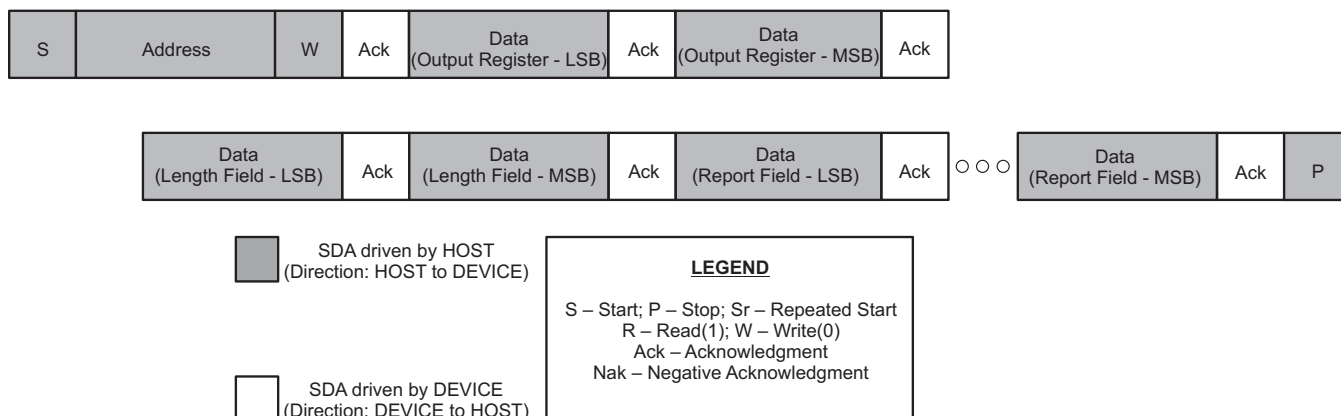 S Address W Ack Data (Output Register - LSB) Ack Data (Output Register - MSB) Ack
Data (Length Field - LSB) Ack Data (Length Field - MSB) Ack Data (Report Field - LSB) Ack Data (Report Field - MSB) Ack P
SDA driven by HOST
(Direction: HOST to DEVICE)
LEGEND
S – Start; P – Stop; Sr – Repeated Start
R – Read(1); W – Write(0)
Ack – Acknowledgment
Nak – Negative Acknowledgment
SDA driven by DEVICE
(Direction: DEVICE to HOST)